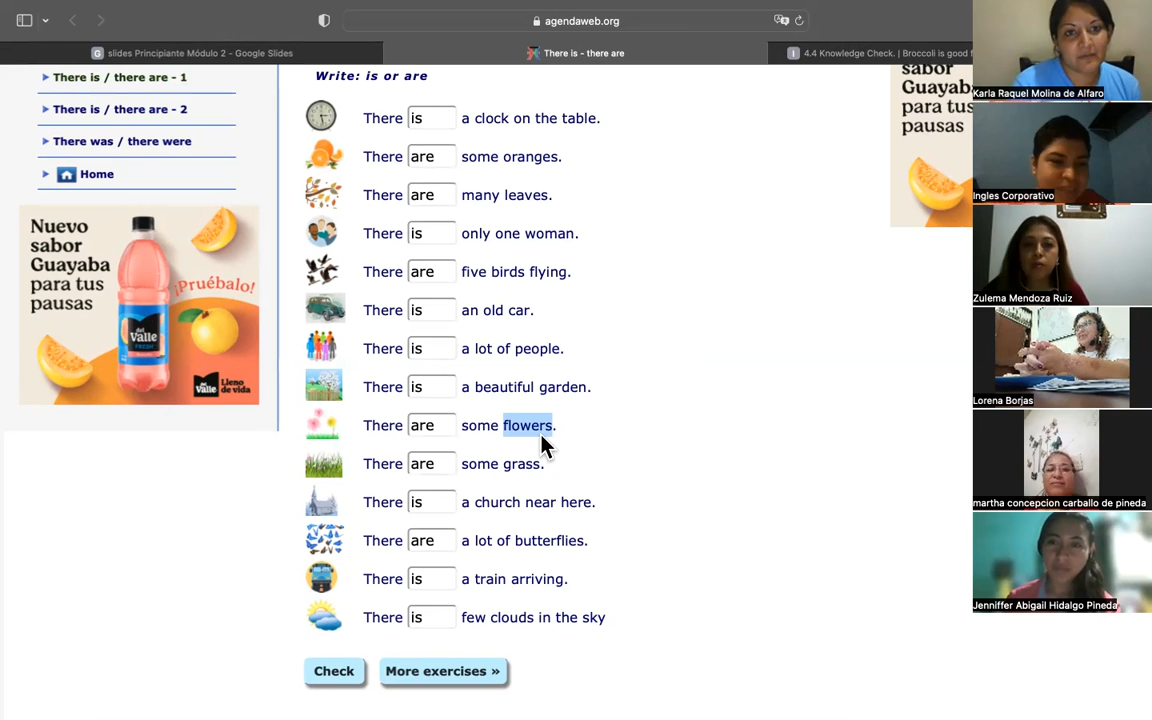 agendaweb.org
slides Principiante Módulo 2 - Google Slides
There is - there are
4.4 Knowledge Check. | Broccoli is good f
There is / there are - 1
There is / there are - 2
There was / there were
Home
Nuevo
sabor
Guayaba
para tus
pausas
¡Pruébalo!
del
Valle
FRESH
del
Valle
Lleno
de vida
Write: is or are
There is a clock on the table.
There are some oranges.
There are many leaves.
There is only one woman.
There are five birds flying.
There is an old car.
There is a lot of people.
There is a beautiful garden.
There are some flowers.
There are some grass.
There is a church near here.
There are a lot of butterflies.
There is a train arriving.
There is few clouds in the sky
Check
More exercises »
sabor
Guayab
para tus
pausas
Karla Raquel Molina de Alfaro
Ingles Corporativo
Zulema Mendoza Ruiz
Lorena Borjas
martha concepcion carballo de pineda
Jenniffer Abigail Hidalgo Pineda